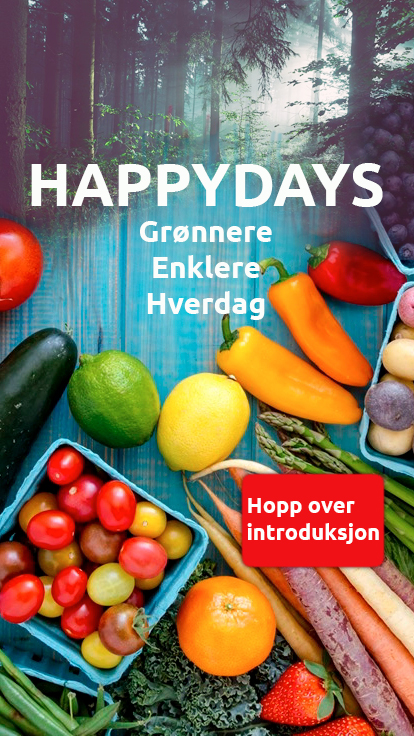 HAPPYDAYS
Grønnere
Enklere
Hverdag
Hopp over
introduksjon